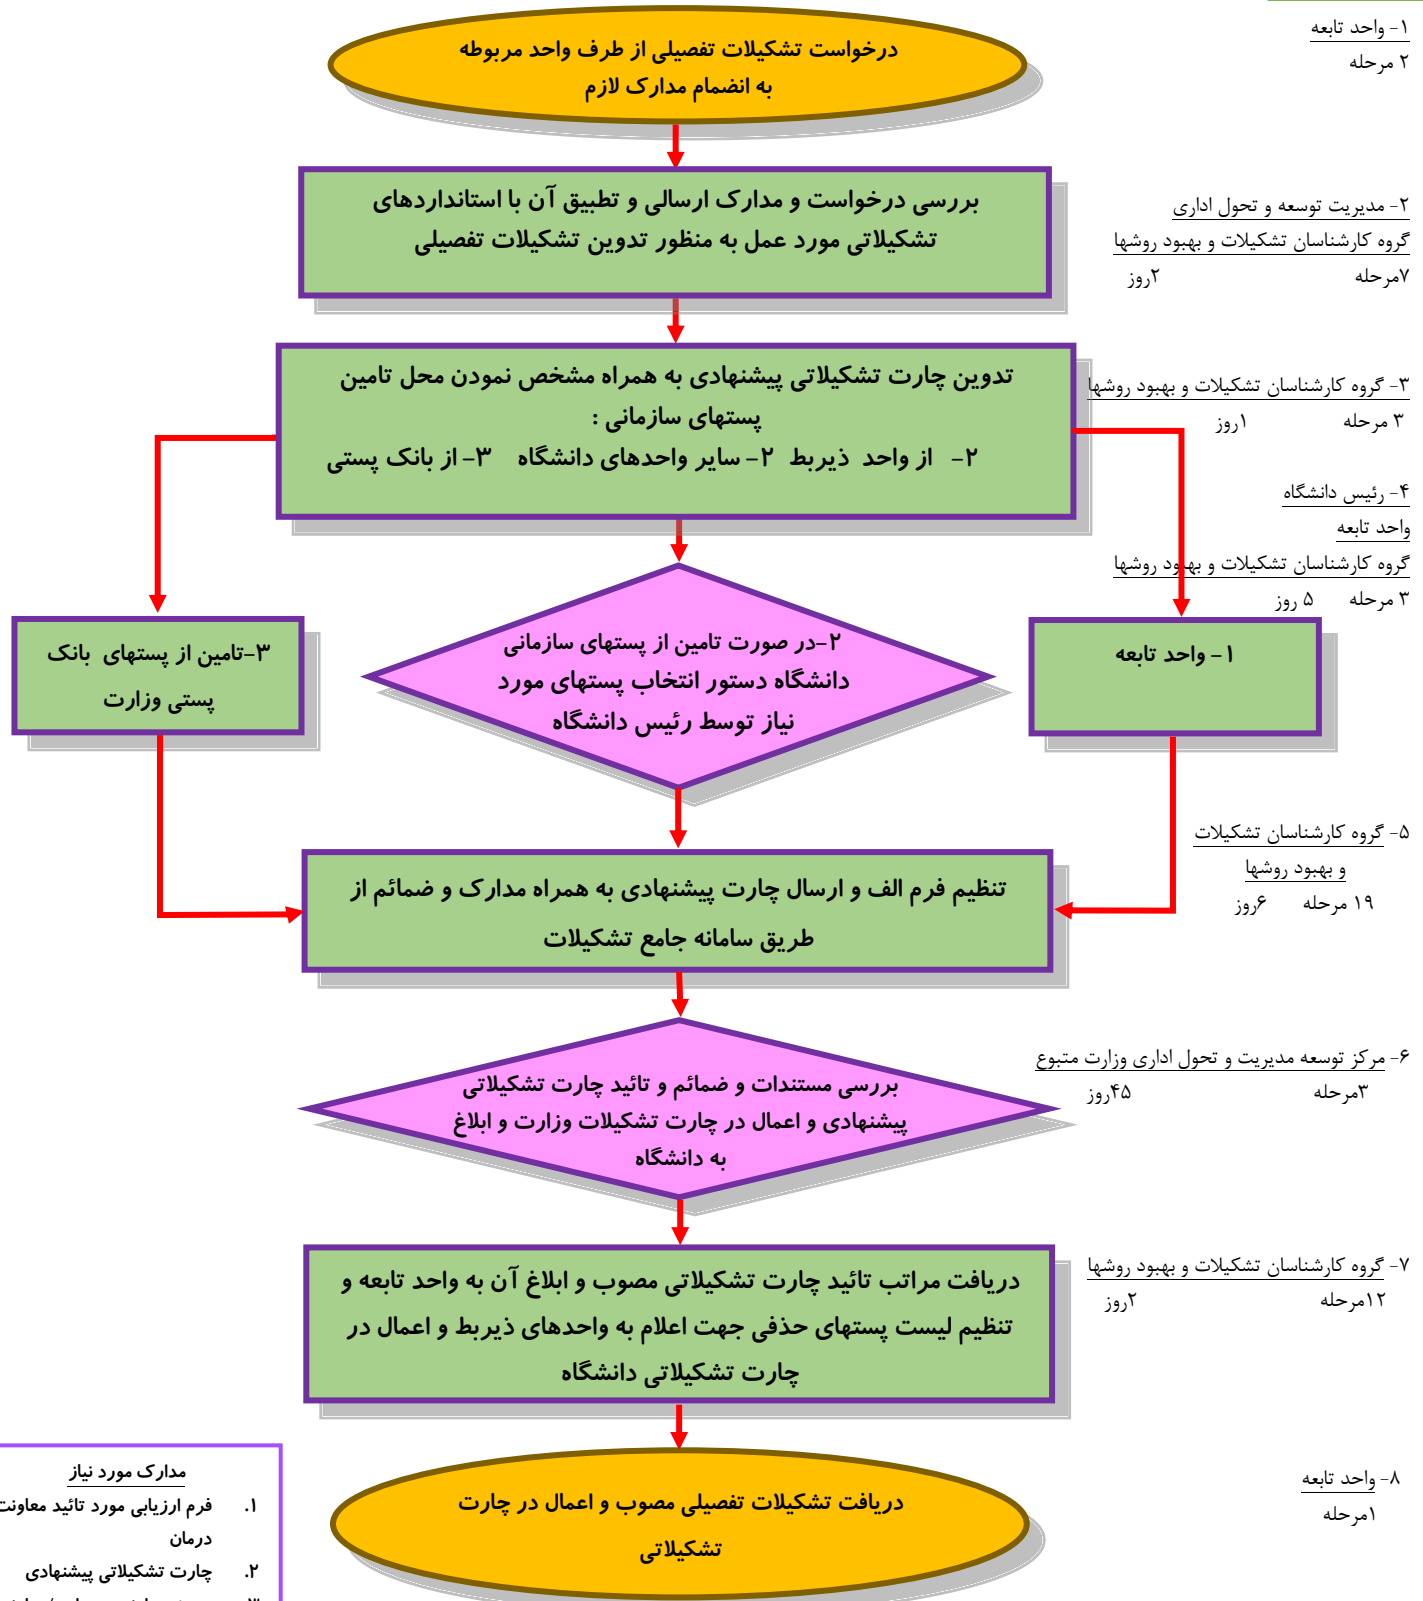 درخواست تشکیلات تفصیلی از طرف واحد مربوطه
به انضمام مدارک لازم
۱- واحد تابعه
۲ مرحله
بررسی درخواست و مدارک ارسالی و تطبیق آن با استانداردهای
تشکیلاتی مورد عمل به منظور تدوین تشکیلات تفصیلی
۲- مدیریت توسعه و تحول اداری
گروه کارشناسان تشکیلات و بهبود روشها
۷مرحله ۲روز
تدوین چارت تشکیلاتی پیشنهادی به همراه مشخص نمودن محل تامین
پستهای سازمانی :
۲- از واحد ذیربط ۲- سایر واحدهای دانشگاه ۳- از بانک پستی
۳- گروه کارشناسان تشکیلات و بهبود روشها
۳ مرحله ۱روز
۴- رئیس دانشگاه
واحد تابعه
گروه کارشناسان تشکیلات و بهبود روشها
۳ مرحله ۵ روز
۱- واحد تابعه
۲-در صورت تامین از پستهای سازمانی
دانشگاه دستور انتخاب پستهای مورد
نیاز توسط رئیس دانشگاه
۳-تامین از پستهای بانک
پستی وزارت
تنظیم فرم الف و ارسال چارت پیشنهادی به همراه مدارک و ضمائم از
طریق سامانه جامع تشکیلات
۵- گروه کارشناسان تشکیلات
و بهبود روشها
۱۹ مرحله ۶روز
بررسی مستندات و ضمائم و تائید چارت تشکیلاتی
پیشنهادی و اعمال در چارت تشکیلات وزارت و ابلاغ
به دانشگاه
۶- مرکز توسعه مدیریت و تحول اداری وزارت متبوع
۳مرحله ۴۵روز
دریافت مراتب تائید چارت تشکیلاتی مصوب و ابلاغ آن به واحد تابعه و
تنظیم لیست پستهای حذفی جهت اعلام به واحدهای ذیربط و اعمال در
چارت تشکیلاتی دانشگاه
۷- گروه کارشناسان تشکیلات و بهبود روشها
۱۲مرحله ۲روز
دریافت تشکیلات تفصیلی مصوب و اعمال در چارت
تشکیلاتی
۸- واحد تابعه
۱مرحله
مدارک مورد نیاز
۱. فرم ارزیابی مورد تائید معاونت
درمان
۲. چارت تشکیلاتی پیشنهادی